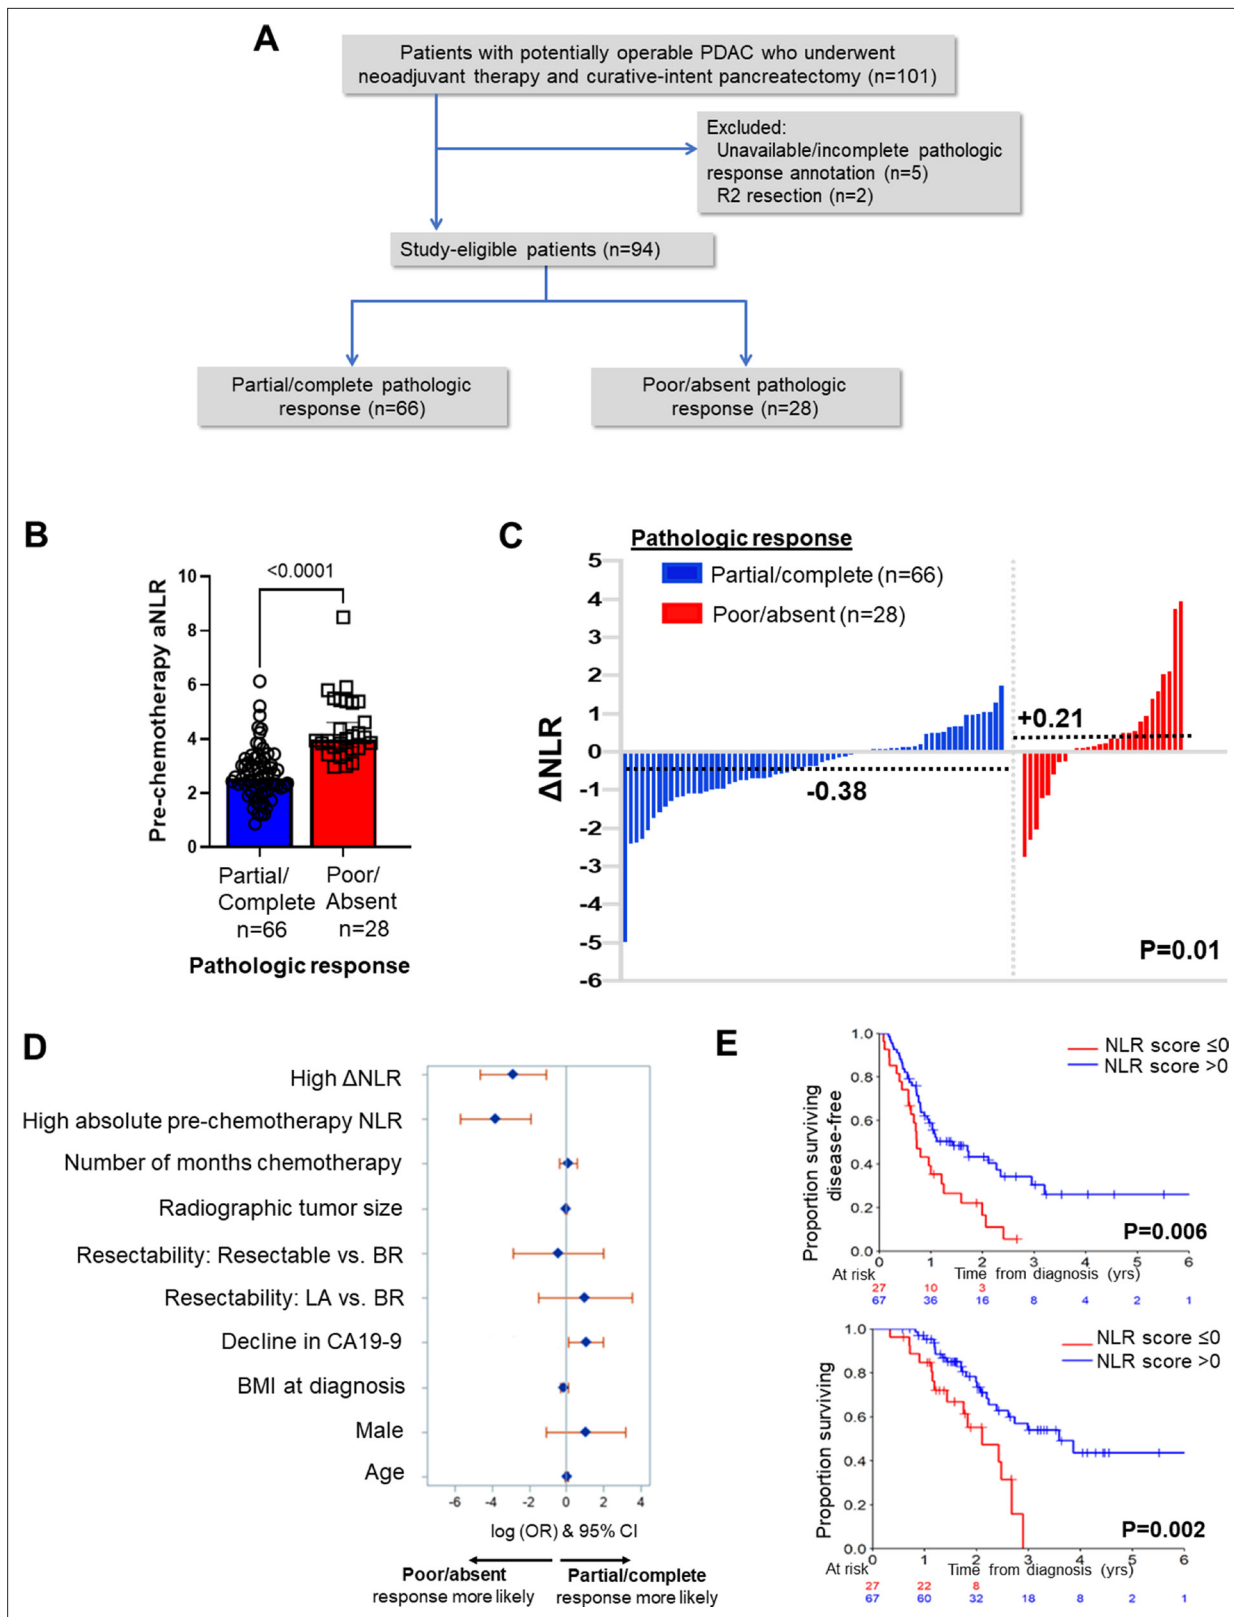 A
Patients with potentially operable PDAC who underwent
neoadjuvant therapy and curative-intent pancreatectomy (n=101)
Excluded:
Unavailable/incomplete pathologic
response annotation (n=5)
R2 resection (n=2)
Study-eligible patients (n=94)
Partial/complete pathologic
response (n=66)
Poor/absent pathologic
response (n=28)
B
<0.0001
Pre-chemotherapy aNLR
10
8
6
4
2
0
Partial/
Complete
n=66
Poor/
Absent
n=28
Pathologic response
C
Pathologic response
Partial/complete (n=66)
Poor/absent (n=28)
ΔNLR
5
4
3
2
1
0
-1
-2
-3
-4
-5
-6
-0.38
+0.21
P=0.01
D
High ΔNLR
High absolute pre-chemotherapy NLR
Number of months chemotherapy
Radiographic tumor size
Resectability: Resectable vs. BR
Resectability: LA vs. BR
Decline in CA19-9
BMI at diagnosis
Male
Age
-6 -4 -2 0 2 4
log (OR) & 95% CI
Poor/absent
response more likely
Partial/complete
response more likely
E
NLR score ≤0
NLR score >0
Proportion surviving
disease-free
1.0
0.8
0.6
0.4
0.2
0.0
P=0.006
0 1 2 3 4 5 6
At risk Time from diagnosis (yrs)
27 10 3
67 36 16 8 4 2 1
NLR score ≤0
NLR score >0
Proportion surviving
1.0
0.8
0.6
0.4
0.2
0.0
P=0.002
0 1 2 3 4 5 6
At risk Time from diagnosis (yrs)
27 22 8
67 60 32 18 8 2 1